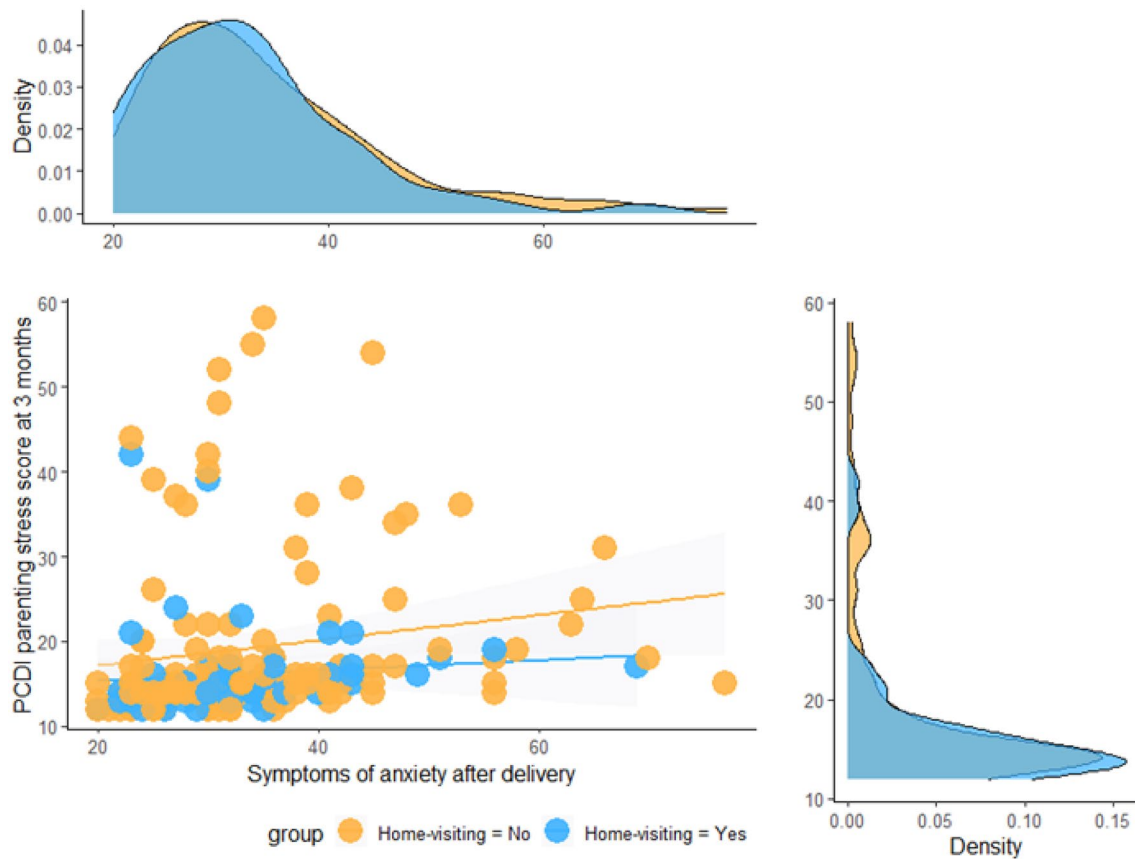 Density
0.04
0.03
0.02
0.01
0.00
20 40 60
PCDI parenting stress score at 3 months
60
50
40
30
20
10
20 40 60
Symptoms of anxiety after delivery
60
50
40
30
20
10
0.00 0.05 0.10 0.15
Density
group Home-visiting = No Home-visiting = Yes